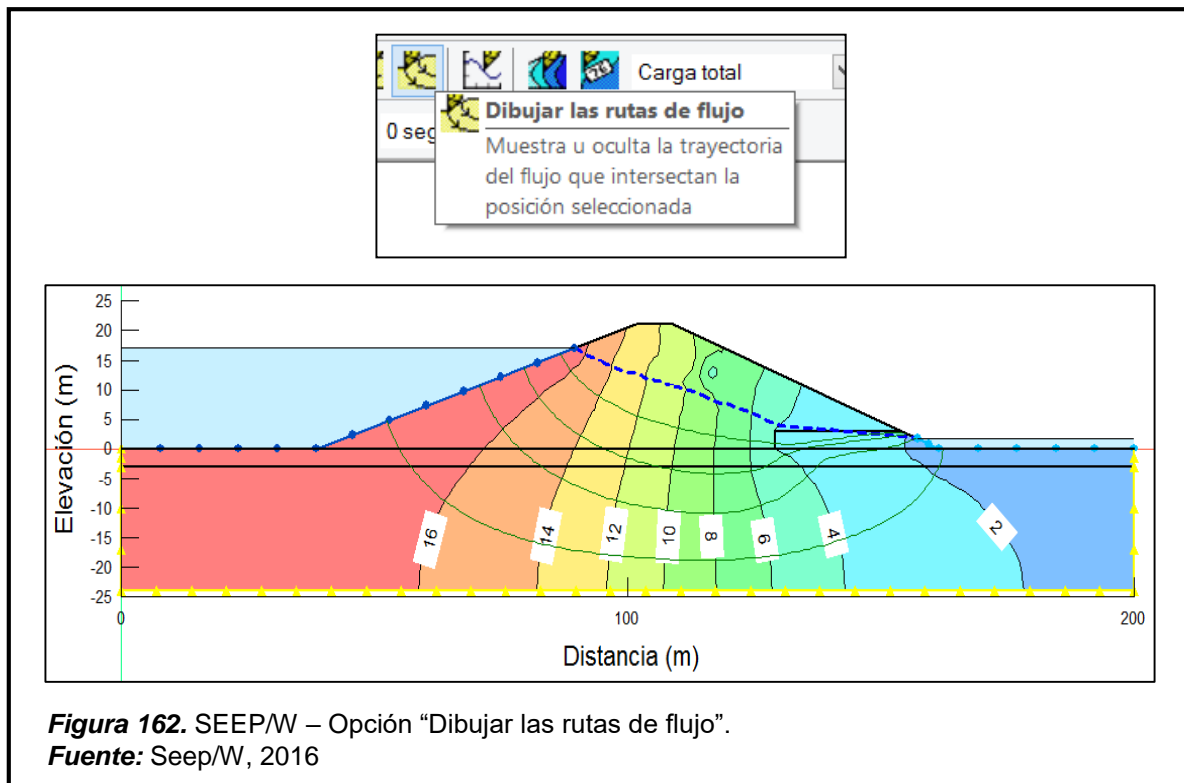 Carga total
Dibujar las rutas de flujo
0 seg
Muestra u oculta la trayectoria
del flujo que intersectan la
posición seleccionada
25
20
15
10
5
0
-5
-10
-15
-20
-25
Elevación (m)
16
14
12
10
8
6
4
2
0
100
200
Distancia (m)
Figura 162. SEEP/W – Opción “Dibujar las rutas de flujo”.
Fuente: Seep/W, 2016